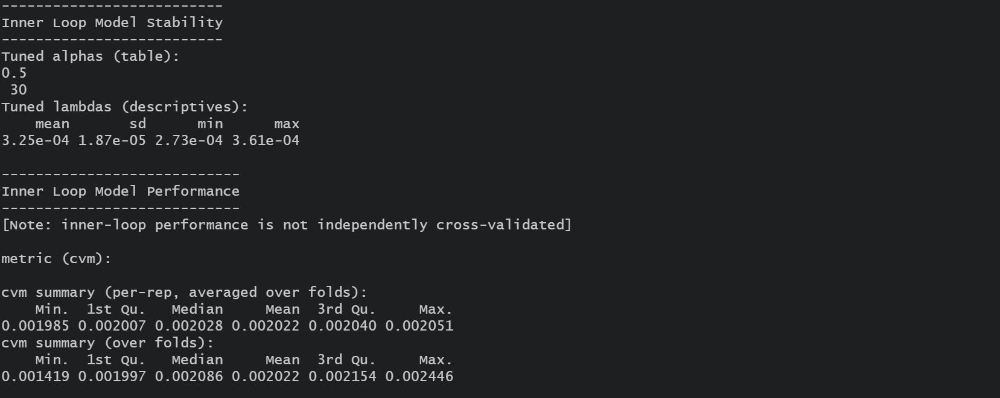 --------------------------
Inner Loop Model Stability
--------------------------
Tuned alphas (table):
0.5
 30
Tuned lambdas (descriptives):
    mean       sd      min      max
3.25e-04 1.87e-05 2.73e-04 3.61e-04

----------------------------
Inner Loop Model Performance
----------------------------
[Note: inner-loop performance is not independently cross-validated]

metric (cvm):

cvm summary (per-rep, averaged over folds):
    Min.  1st Qu.   Median     Mean  3rd Qu.     Max.
0.001985 0.002007 0.002028 0.002022 0.002040 0.002051
cvm summary (over folds):
    Min.  1st Qu.   Median     Mean  3rd Qu.     Max.
0.001419 0.001997 0.002086 0.002022 0.002154 0.002446